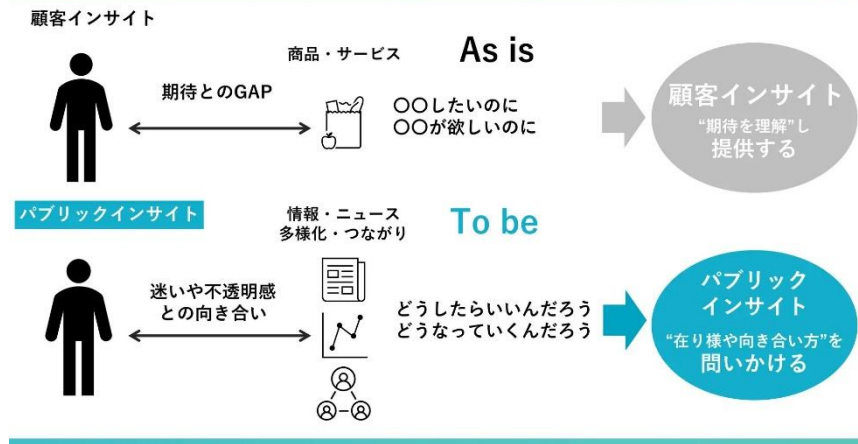 顧客インサイト
商品・サービス
As is
期待とのGAP
〇〇したいのに
〇〇が欲しいのに
顧客インサイト
“期待を理解”し
提供する
パブリックインサイト
情報・ニュース
多様化・つながり
To be
迷いや不透明感
との向き合い
どうしたらいいんだろう
どうなっていくんだろう
パブリック
インサイト
“在り様や向き合い方”を
問いかける